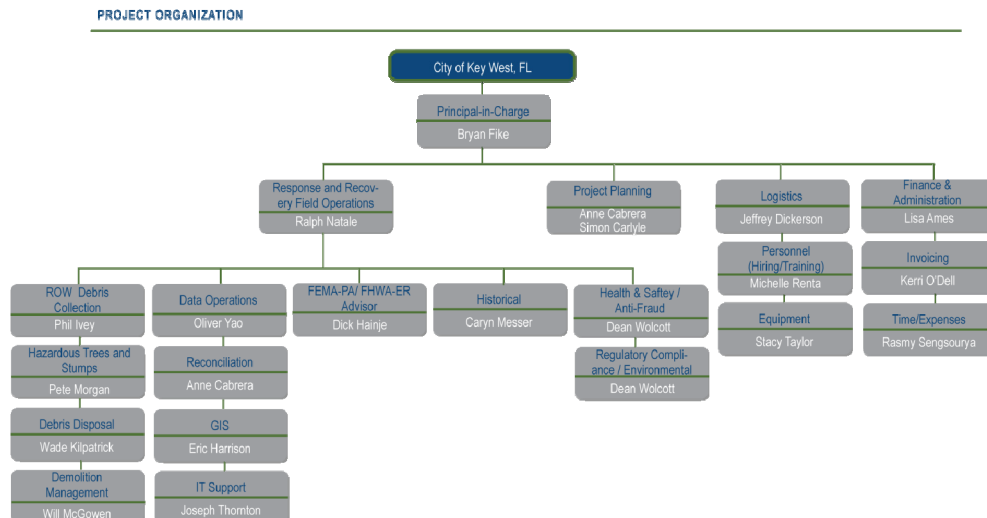 PROJECT ORGANIZATION
City of Key West, FL
Principal-in-Charge
Bryan Fike
Response and Recov-
ery Field Operations
Ralph Natale
Project Planning
Anne Cabrera
Simon Carlyle
Logistics
Jeffrey Dickerson
Finance &
Administration
Lisa Ames
Personnel
(Hiring/Training)
Michelle Renta
Invoicing
Kerri O'Dell
Equipment
Stacy Taylor
Time/Expenses
Rasmy Sengsourya
ROW Debris
Collection
Phil Ivey
Data Operations
Oliver Yao
FEMA-PA/ FHWA-ER
Advisor
Dick Hainje
Historical
Caryn Messer
Health & Saftey /
Anti-Fraud
Dean Wolcott
Hazardous Trees and
Stumps
Pete Morgan
Reconciliation
Anne Cabrera
Regulatory Compli-
ance / Environmental
Dean Wolcott
Debris Disposal
Wade Kilpatrick
GIS
Eric Harrison
Demolition
Management
Will McGowen
IT Support
Joseph Thornton